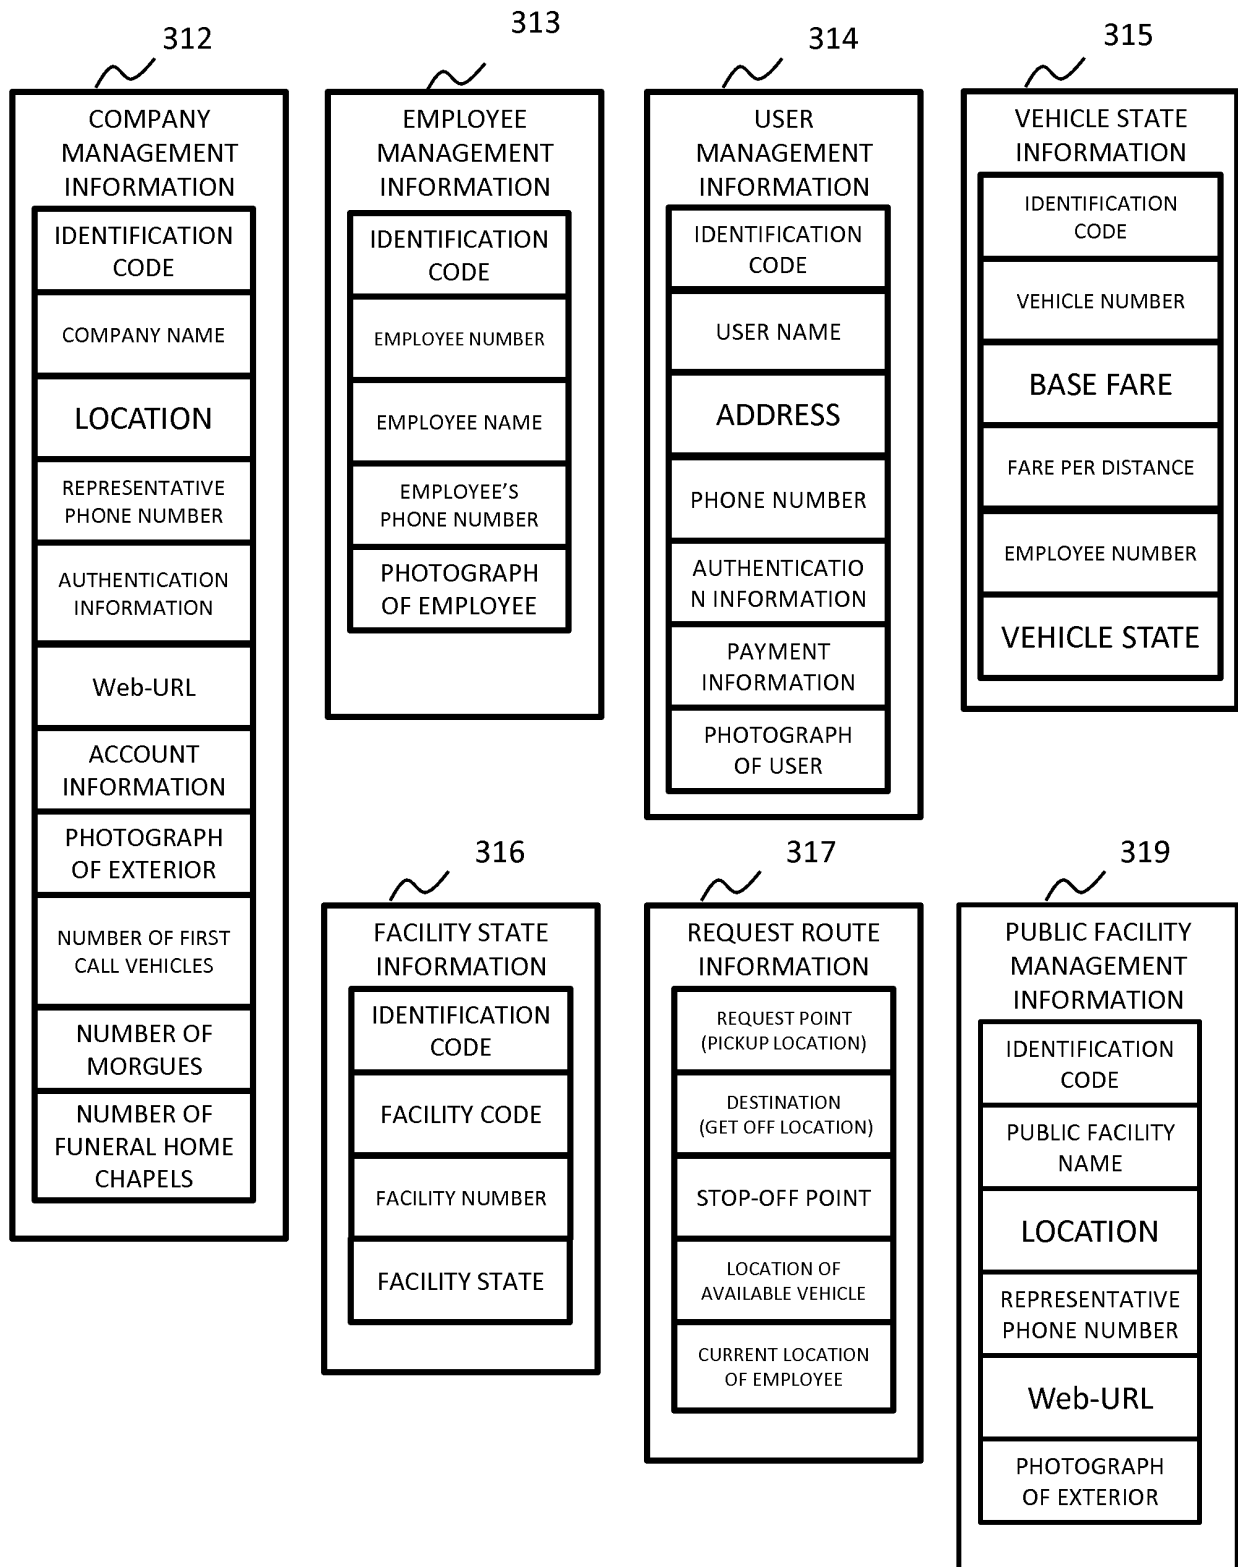 312
COMPANY
MANAGEMENT
INFORMATION
IDENTIFICATION
CODE
COMPANY NAME
LOCATION
REPRESENTATIVE
PHONE NUMBER
AUTHENTICATION
INFORMATION
Web-URL
ACCOUNT
INFORMATION
PHOTOGRAPH
OF EXTERIOR
NUMBER OF FIRST
CALL VEHICLES
NUMBER OF
MORGUES
NUMBER OF
FUNERAL HOME
CHAPELS
313
EMPLOYEE
MANAGEMENT
INFORMATION
IDENTIFICATION
CODE
EMPLOYEE NUMBER
EMPLOYEE NAME
EMPLOYEE’S
PHONE NUMBER
PHOTOGRAPH
OF EMPLOYEE
314
USER
MANAGEMENT
INFORMATION
IDENTIFICATION
CODE
USER NAME
ADDRESS
PHONE NUMBER
AUTHENTICATIO
N INFORMATION
PAYMENT
INFORMATION
PHOTOGRAPH
OF USER
315
VEHICLE STATE
INFORMATION
IDENTIFICATION
CODE
VEHICLE NUMBER
BASE FARE
FARE PER DISTANCE
EMPLOYEE NUMBER
VEHICLE STATE
316
FACILITY STATE
INFORMATION
IDENTIFICATION
CODE
FACILITY CODE
FACILITY NUMBER
FACILITY STATE
317
REQUEST ROUTE
INFORMATION
REQUEST POINT
(PICKUP LOCATION)
DESTINATION
(GET OFF LOCATION)
STOP-OFF POINT
LOCATION OF
AVAILABLE VEHICLE
CURRENT LOCATION
OF EMPLOYEE
319
PUBLIC FACILITY
MANAGEMENT
INFORMATION
IDENTIFICATION
CODE
PUBLIC FACILITY
NAME
LOCATION
REPRESENTATIVE
PHONE NUMBER
Web-URL
PHOTOGRAPH
OF EXTERIOR